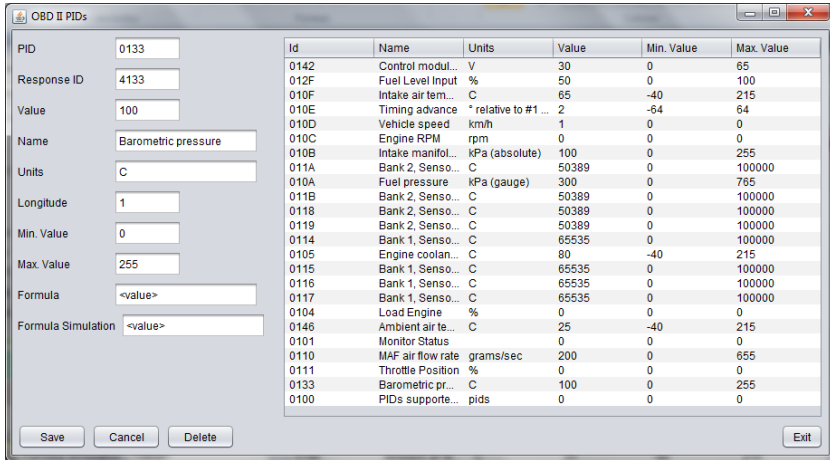 OBD II PIDs
PID 0133
Response ID 4133
Value 100
Name Barometric pressure
Units C
Longitude 1
Min. Value 0
Max. Value 255
Formula <value>
Formula Simulation <value>
Id Name Units Value Min. Value Max. Value
0142 Control modul... V 30 0 65
012F Fuel Level Input % 50 0 100
010F Intake air tem... C 65 -40 215
010E Timing advance ° relative to #1 ... 2 -64 64
010D Vehicle speed km/h 1 0 0
010C Engine RPM rpm 0 0 0
010B Intake manifol... kPa (absolute) 100 0 255
011A Bank 2, Senso... C 50389 0 100000
010A Fuel pressure kPa (gauge) 300 0 765
011B Bank 2, Senso... C 50389 0 100000
0118 Bank 2, Senso... C 50389 0 100000
0119 Bank 2, Senso... C 50389 0 100000
0114 Bank 1, Senso... C 65535 0 100000
0105 Engine coolan... C 80 -40 215
0115 Bank 1, Senso... C 65535 0 100000
0116 Bank 1, Senso... C 65535 0 100000
0117 Bank 1, Senso... C 65535 0 100000
0104 Load Engine % 0 0 0
0146 Ambient air te... C 25 -40 215
0101 Monitor Status 0 0 0
0110 MAF air flow rate grams/sec 200 0 655
0111 Throttle Position % 0 0 0
0133 Barometric pr... C 100 0 255
0100 PIDs supporte... pids 0 0 0
Save Cancel Delete Exit